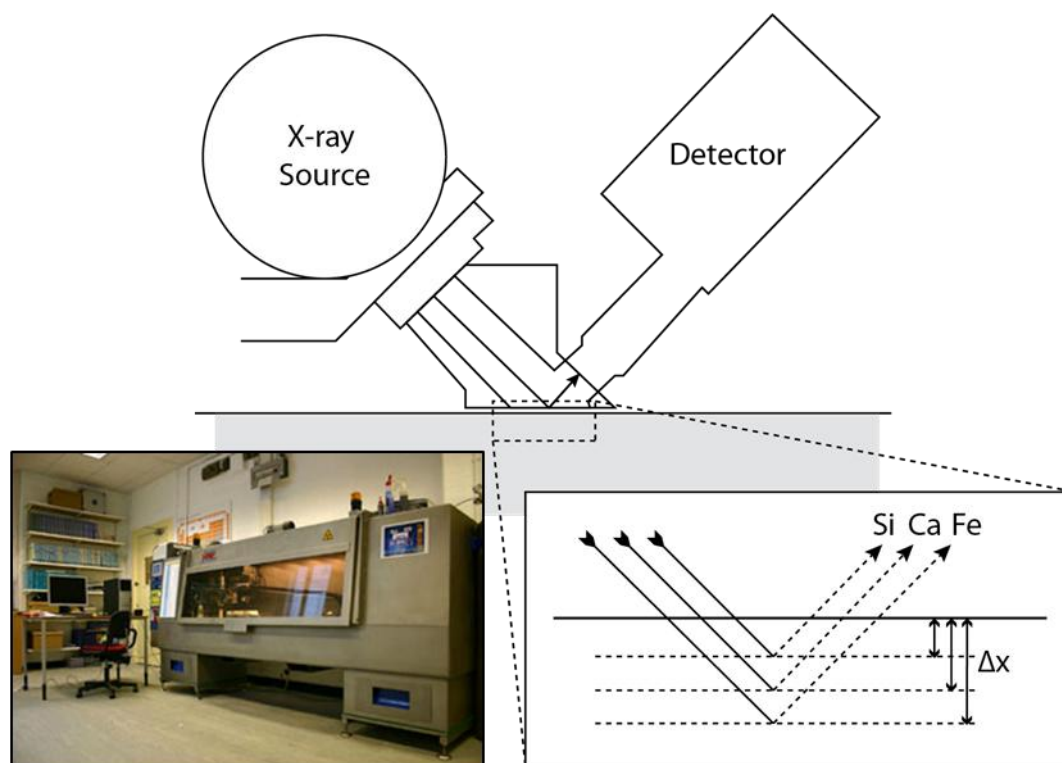 X-ray
Source
Detector
Si Ca Fe
Δx